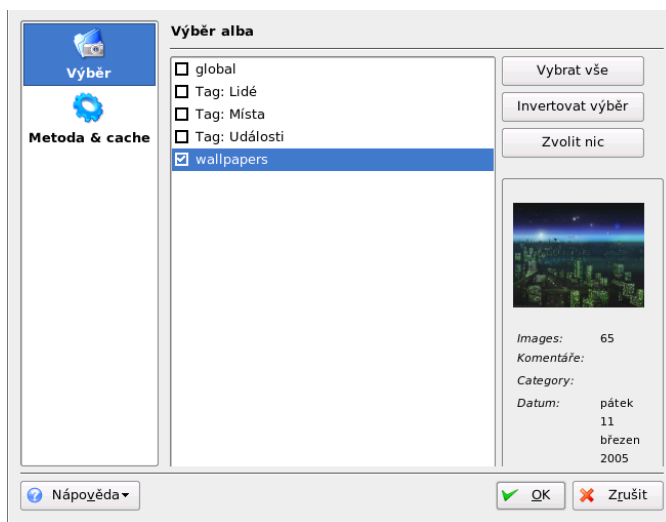 Výběr
Metoda & cache
Výběr alba
global
Tag: Lidé
Tag: Místa
Tag: Události
wallpapers
Vybrat vše
Invertovat výběr
Zvolit nic
Images: 65
Komentáře:
Category:
Datum: pátek
11
březen
2005
Nápověda
OK
Zrušit